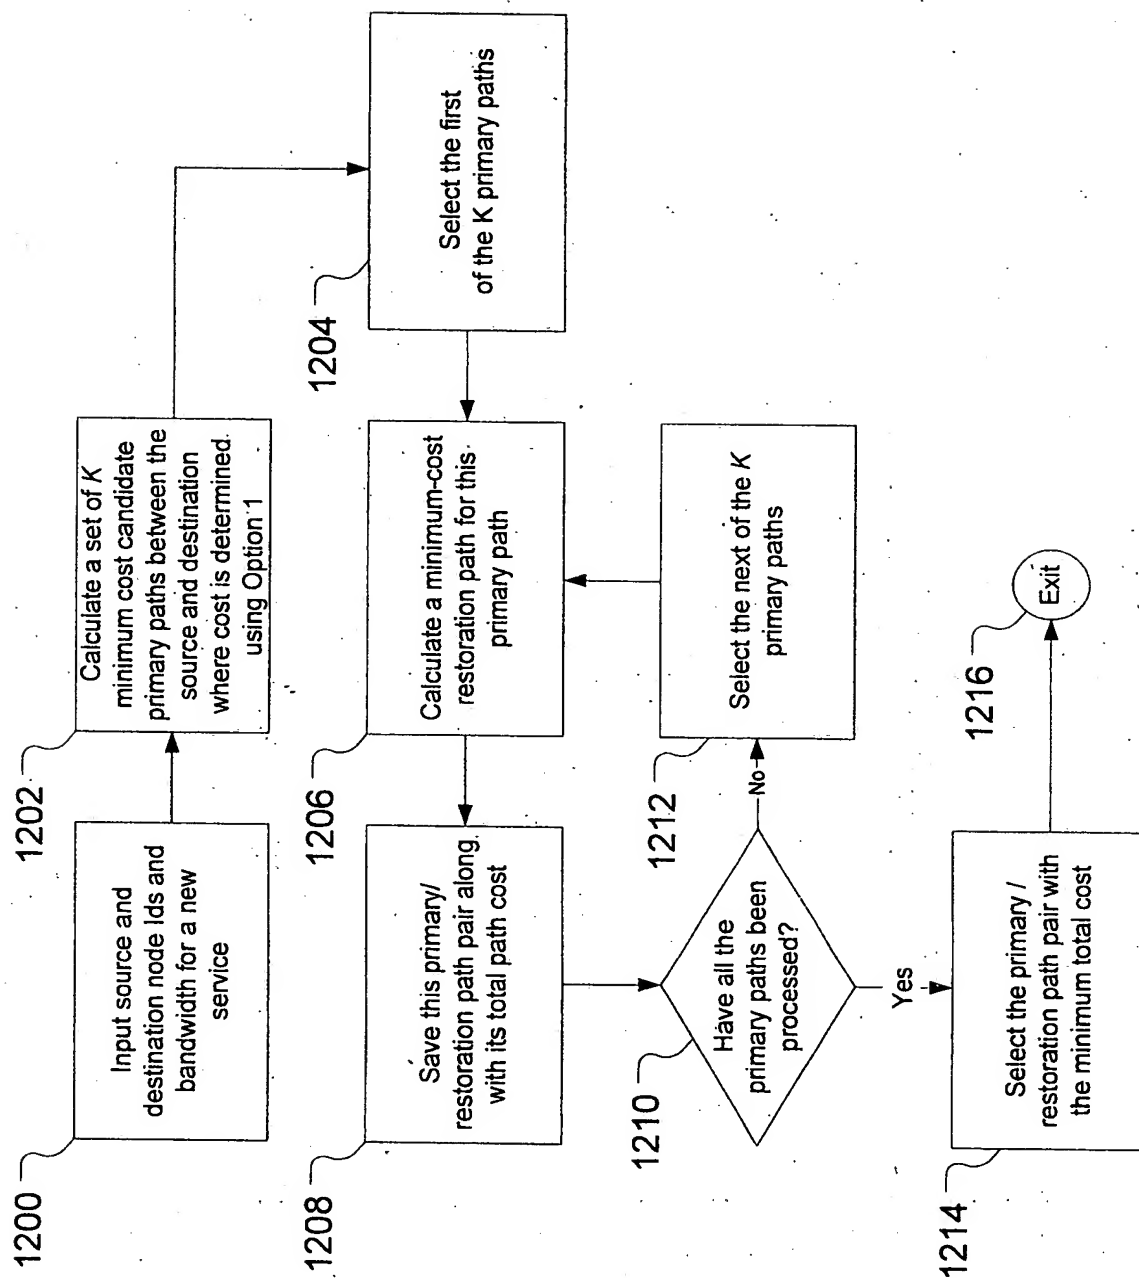 1200
Input source and
destination node Ids and
bandwidth for a new
service
1202
Calculate a set of K
minimum cost candidate
primary paths between the
source and destination
where cost is determined
using Option 1
1204
Select the first
of the K primary paths
1206
Calculate a minimum-cost
restoration path for this
primary path
1208
Save this primary/
restoration path pair along
with its total path cost
1210
Have all the
primary paths been
processed?
No
1212
Select the next of the K
primary paths
Yes
1214
Select the primary /
restoration path pair with
the minimum total cost
1216
Exit